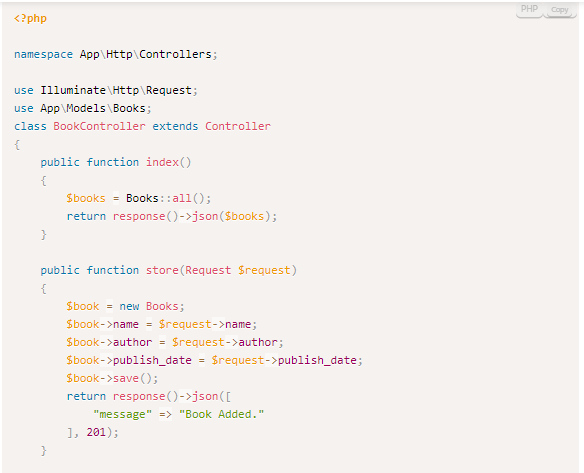 PHP Copy
<?php

namespace App\Http\Controllers;

use Illuminate\Http\Request;
use App\Models\Books;
class BookController extends Controller
{
    public function index()
    {
        $books = Books::all();
        return response()->json($books);
    }

    public function store(Request $request)
    {
        $book = new Books;
        $book->name = $request->name;
        $book->author = $request->author;
        $book->publish_date = $request->publish_date;
        $book->save();
        return response()->json([
            "message" => "Book Added."
        ], 201);
    }